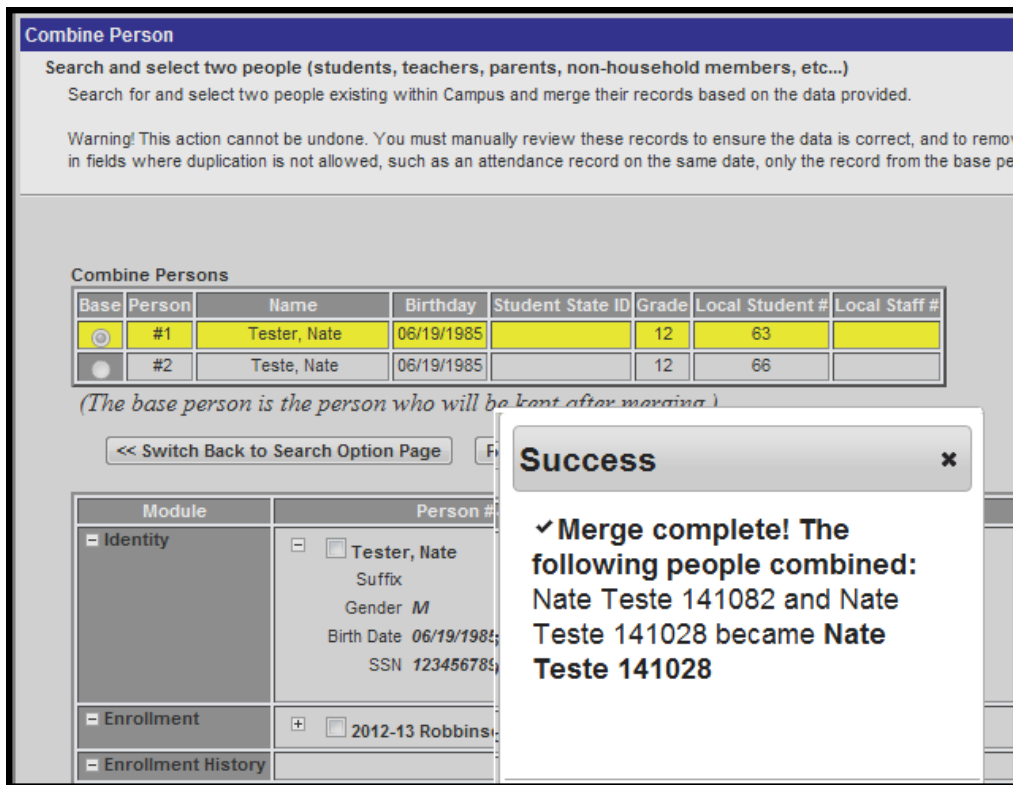 Combine Person
Search and select two people (students, teachers, parents, non-household members, etc...)
Search for and select two people existing within Campus and merge their records based on the data provided.
Warning! This action cannot be undone. You must manually review these records to ensure the data is correct, and to remo
in fields where duplication is not allowed, such as an attendance record on the same date, only the record from the base pe
Combine Persons
Base Person Name Birthday Student State ID Grade Local Student # Local Staff #
#1 Tester, Nate 06/19/1985 12 63
#2 Teste, Nate 06/19/1985 12 66
(The base person is the person who will be kept after merging.)
<< Switch Back to Search Option Page
Success
Module Person #
Identity
Tester, Nate
Suffix
Gender M
Birth Date 06/19/1985
SSN 123456789
Enrollment
2012-13 Robbins
Enrollment History
Merge complete! The
following people combined:
Nate Teste 141082 and Nate
Teste 141028 became Nate
Teste 141028